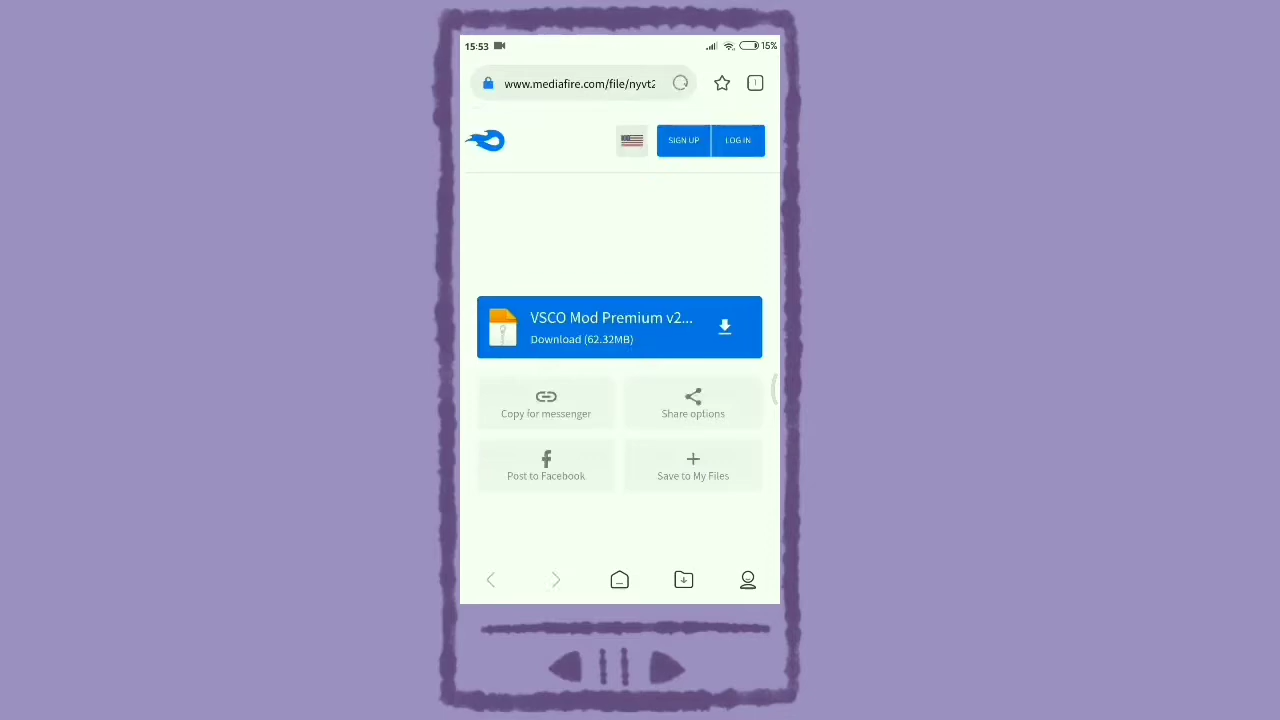 15:53
15%
www.mediafire.com/file/nyvt2
1
SIGN UP
LOG IN
VSCO Mod Premium v2...
Download (62.32MB)
Copy for messenger
Share options
Post to Facebook
Save to My Files